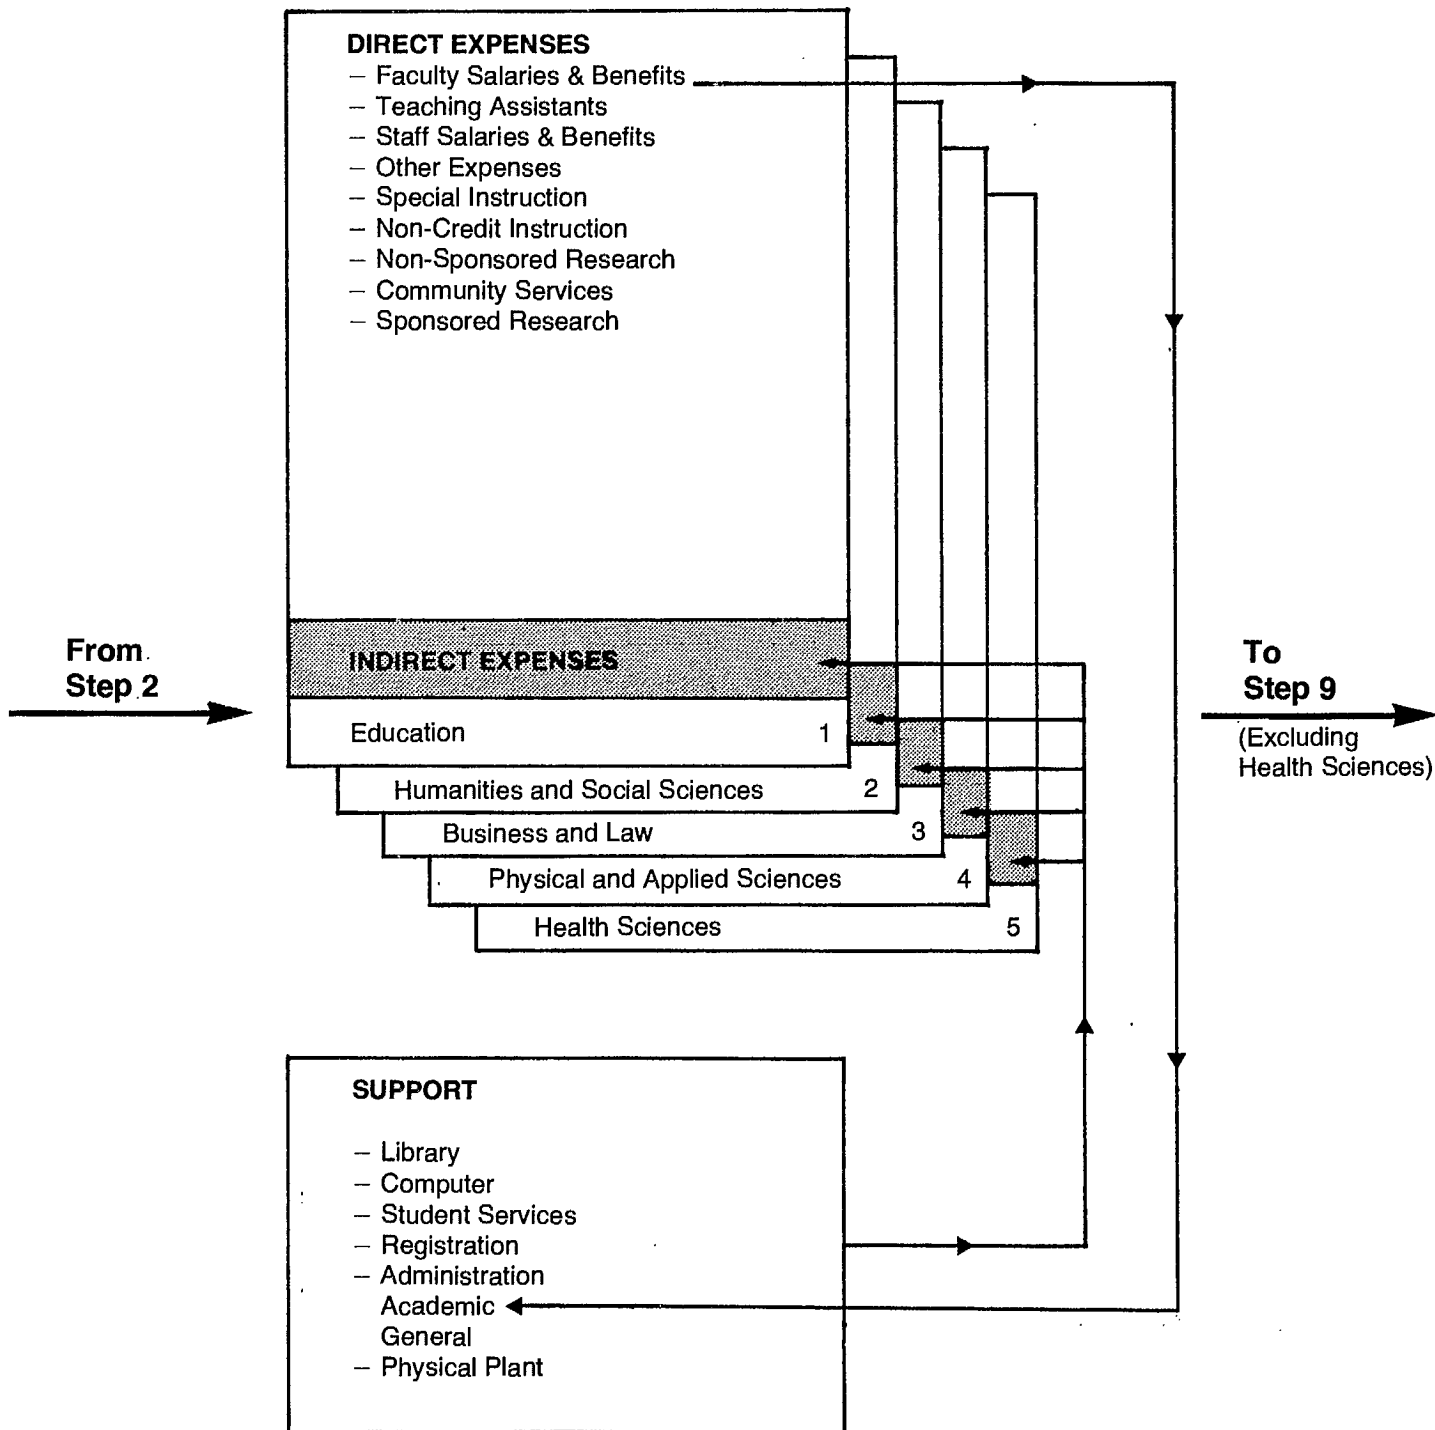 DIRECT EXPENSES
– Faculty Salaries & Benefits
– Teaching Assistants
– Staff Salaries & Benefits
– Other Expenses
– Special Instruction
– Non-Credit Instruction
– Non-Sponsored Research
– Community Services
– Sponsored Research
From
Step 2
INDIRECT EXPENSES
To
Step 9
(Excluding
Health Sciences)
Education 1
Humanities and Social Sciences 2
Business and Law 3
Physical and Applied Sciences 4
Health Sciences 5
SUPPORT
– Library
– Computer
– Student Services
– Registration
– Administration
Academic
General
– Physical Plant